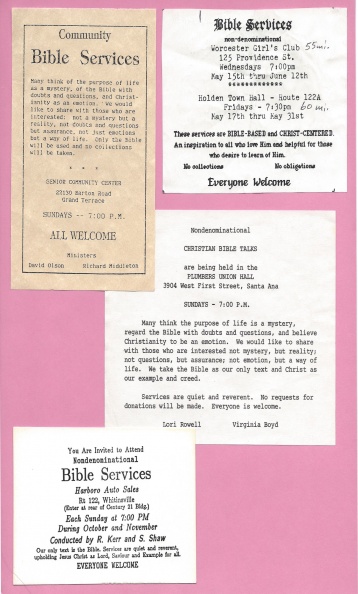 Community
Bible Services
Many think of the purpose of life
as a mystery, of the Bible with
doubts and questions, and Christ-
ianity as an emotion. We would
like to share with those who are
interested: not a mystery but a
reality, not doubts and questions
but assurance, not just emotions
but a way of life. Only the Bible
will be used and no collections
will be taken.
* * *
SENIOR COMMUNITY CENTER
22130 Barton Road
Grand Terrace
SUNDAYS -- 7:00 P.M.
ALL WELCOME
Ministers
David Olson Richard Middleton
Bible Services
non-denominational
Worcester Girl's Club 55 mi.
125 Providence St.
Wednesdays 7:00pm
May 15th thru June 12th
**************
Holden Town Hall - Route 122A
Fridays - 7:30pm 60 mi.
May 17th thru May 31st
These services are BIBLE-BASED and CHRIST-CENTERED.
An inspiration to all who love Him and helpful for those
who desire to learn of Him.
No collections No obligations
Everyone Welcome
Nondenominational
CHRISTIAN BIBLE TALKS
are being held in the
PLUMBERS UNION HALL
3904 West First Street, Santa Ana
SUNDAYS - 7:00 P.M.
Many think the purpose of life is a mystery,
regard the Bible with doubts and questions, and believe
Christianity to be an emotion. We would like to share
with those who are interested not mystery, but reality;
not questions, but assurance; not emotion, but a way of
life. We take the Bible as our only text and Christ as
our example and creed.
Services are quiet and reverent. No requests for
donations will be made. Everyone is welcome.
Lori Rowell Virginia Boyd
You Are Invited to Attend
Nondenominational
Bible Services
Harboro Auto Sales
Rt 122, Whitinsville
(Enter at rear of Century 21 Bldg.)
Each Sunday at 7:00 PM
During October and November
Conducted by R. Kerr and S. Shaw
Our only text is the Bible. Services are quiet and reverent,
upholding Jesus Christ as Lord, Saviour and Example for all.
EVERYONE WELCOME